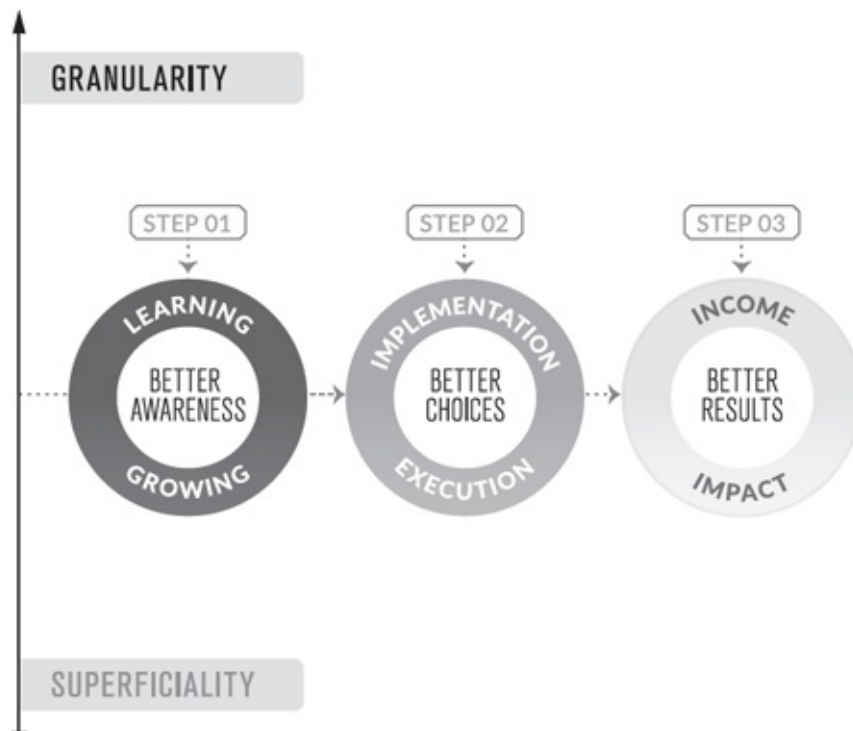 GRANULARITY
STEP 01
STEP 02
STEP 03
LEARNING
BETTER
AWARENESS
GROWING
IMPLEMENTATION
BETTER
CHOICES
EXECUTION
INCOME
BETTER
RESULTS
IMPACT
SUPERFICIALITY